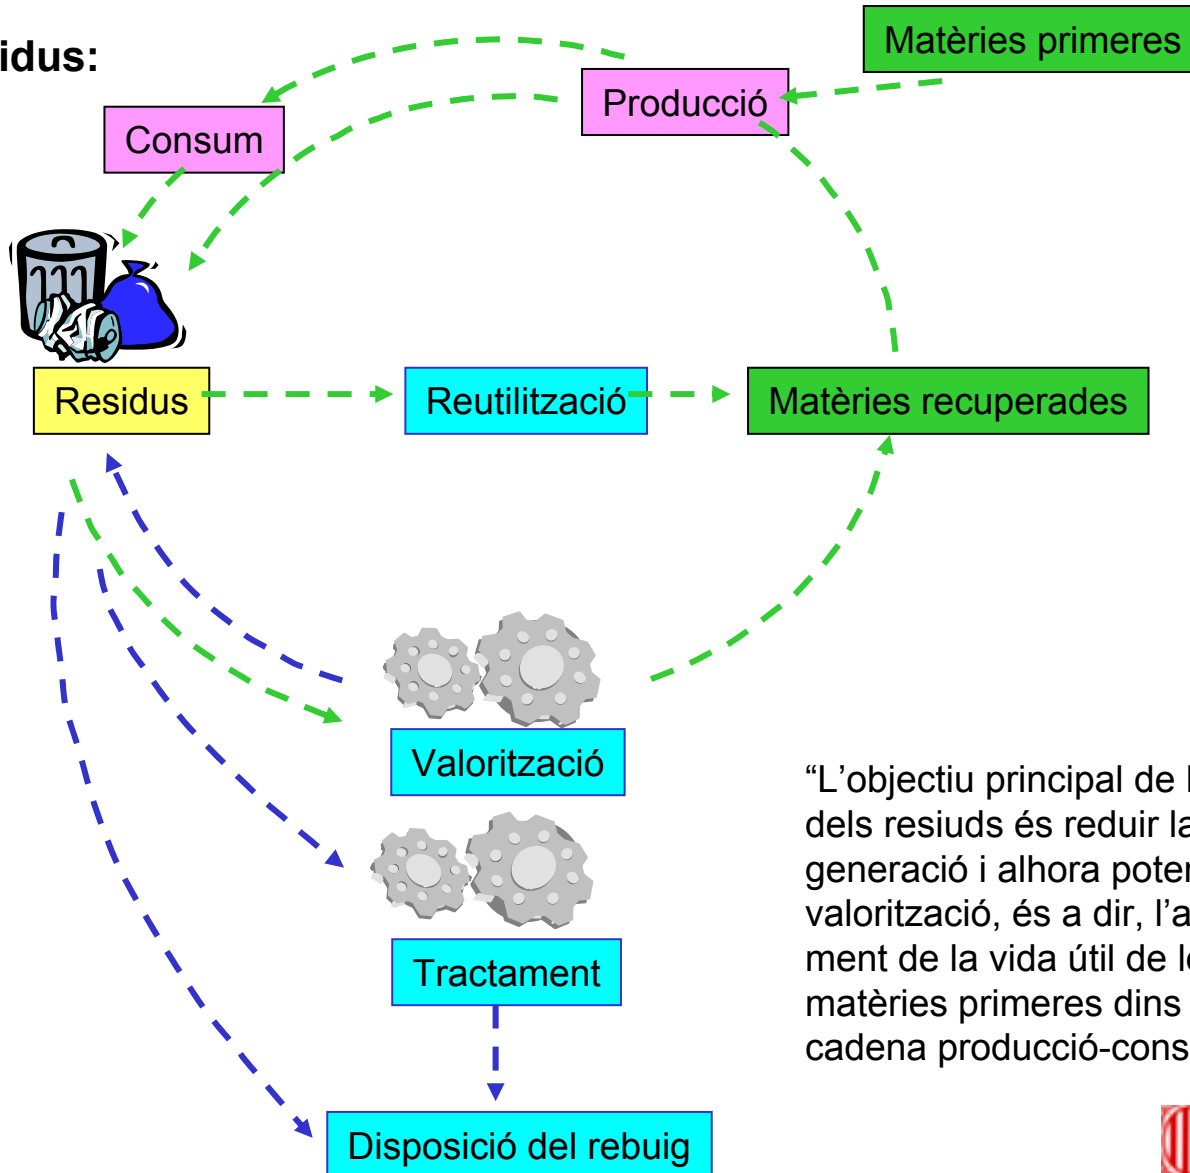 idus:
Matèries primeres
Producció
Consum
Residus
Reutilització
Matèries recuperades
Valorització
Tractament
Disposició del rebuig
“L’objectiu principal de l
dels resiuds és reduir la
generació i alhora poten
valorització, és a dir, l’a
ment de la vida útil de le
matèries primeres dins
cadena producció-cons